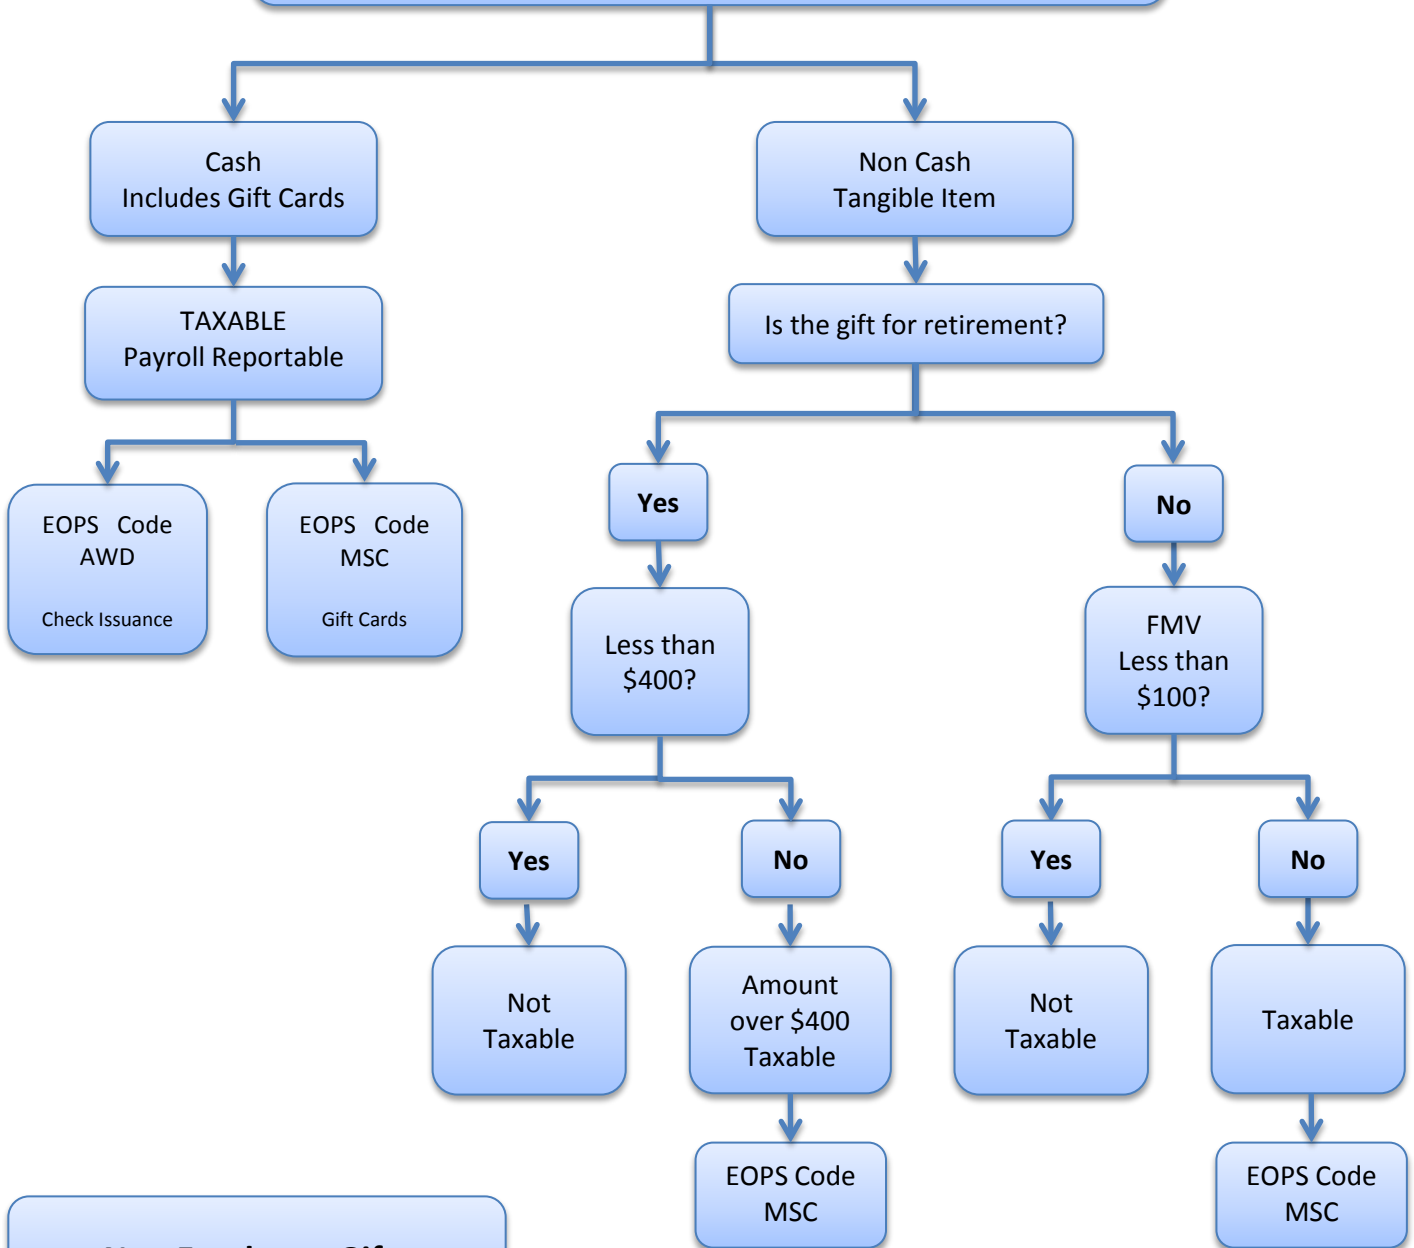 Cash
Includes Gift Cards
Non Cash
Tangible Item
TAXABLE
Payroll Reportable
Is the gift for retirement?
EOPS Code
AWD
Check Issuance
EOPS Code
MSC
Gift Cards
Yes
No
Less than
$400?
FMV
Less than
$100?
Yes
No
Yes
No
Not
Taxable
Amount
over $400
Taxable
Not
Taxable
Taxable
EOPS Code
MSC
EOPS Code
MSC